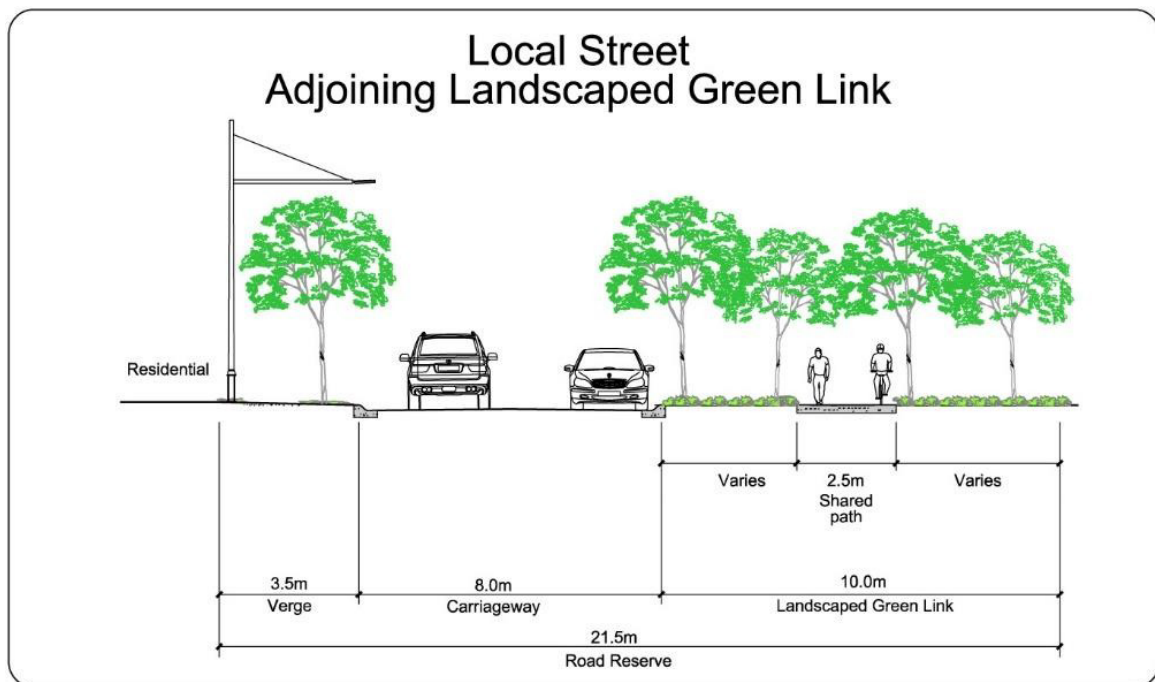 Local Street
Adjoining Landscaped Green Link
Residential
Varies
2.5m
Varies
Shared
path
3.5m
8.0m
10.0m
Verge
Carriageway
Landscaped Green Link
21.5m
Road Reserve